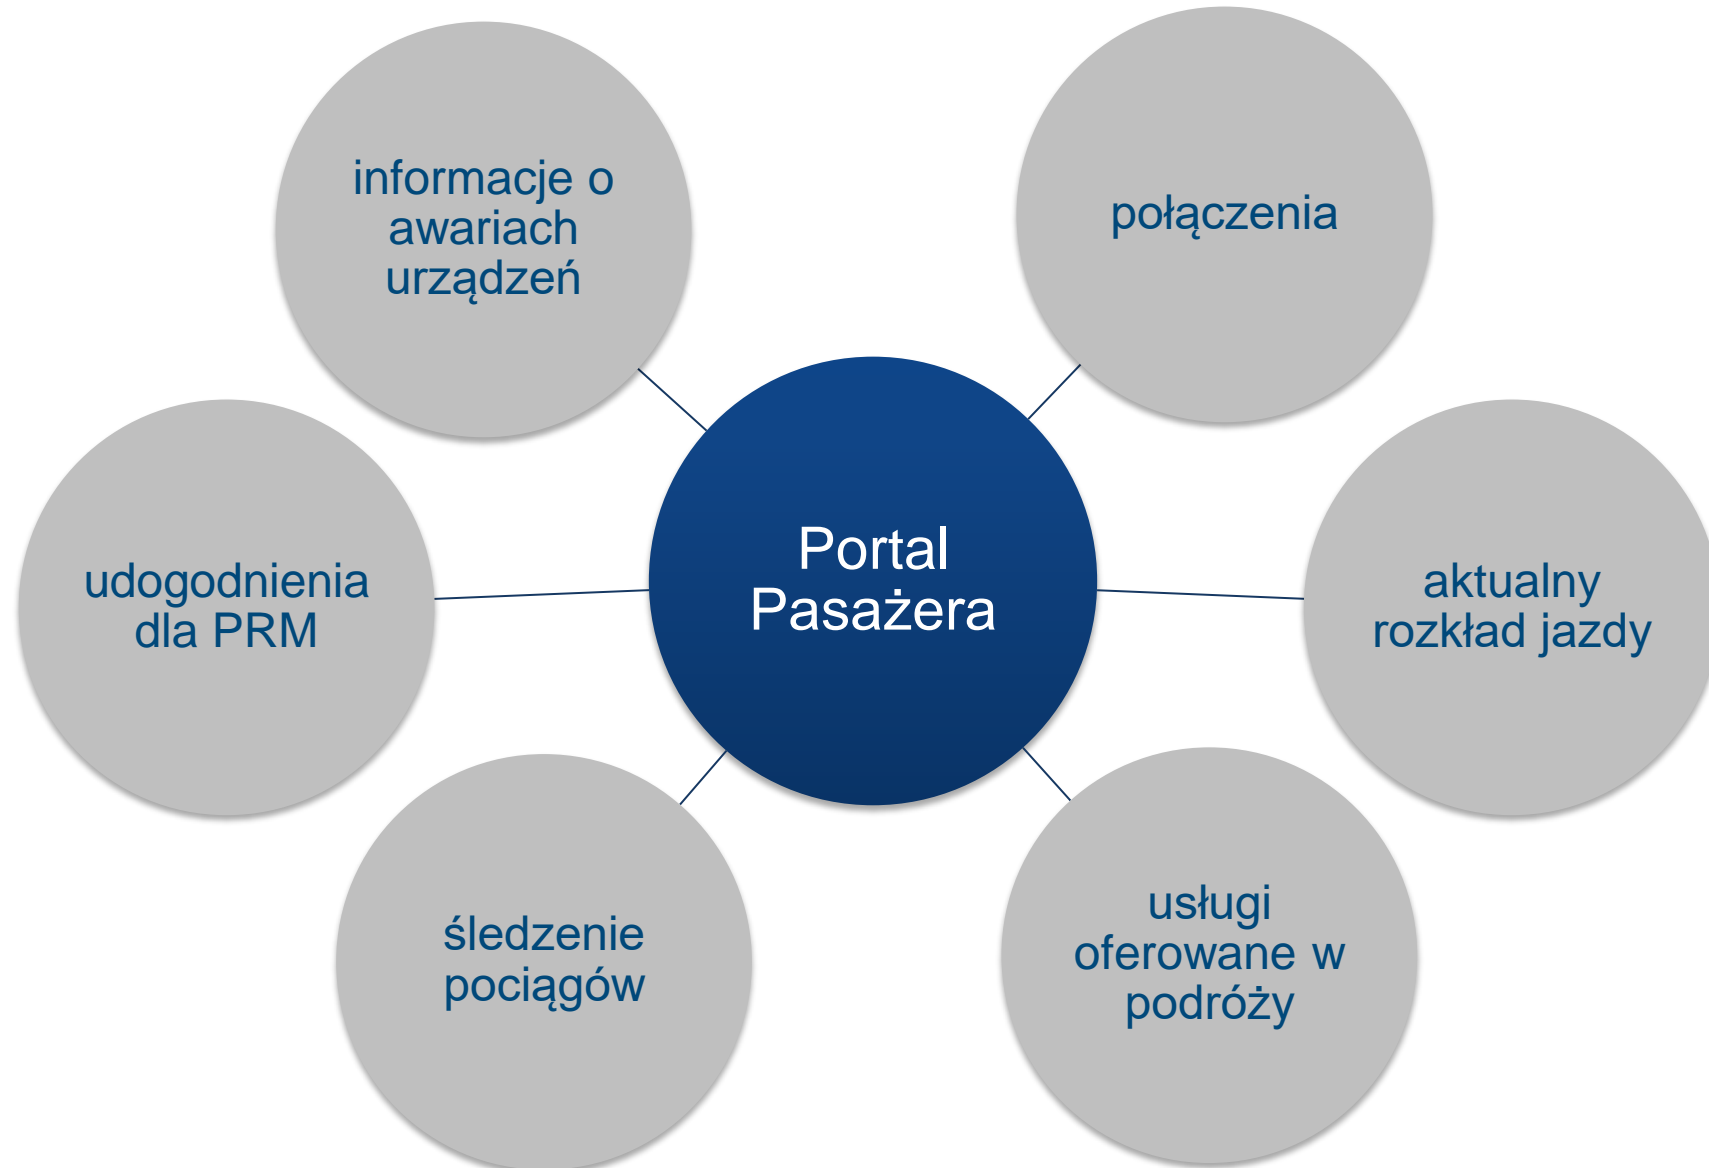 informacje o
awariach
urządzeń
połączenia
udogodnienia
dla PRM
Portal
Pasażera
aktualny
rozkład jazdy
śledzenie
pociągów
usługi
oferowane w
podróży